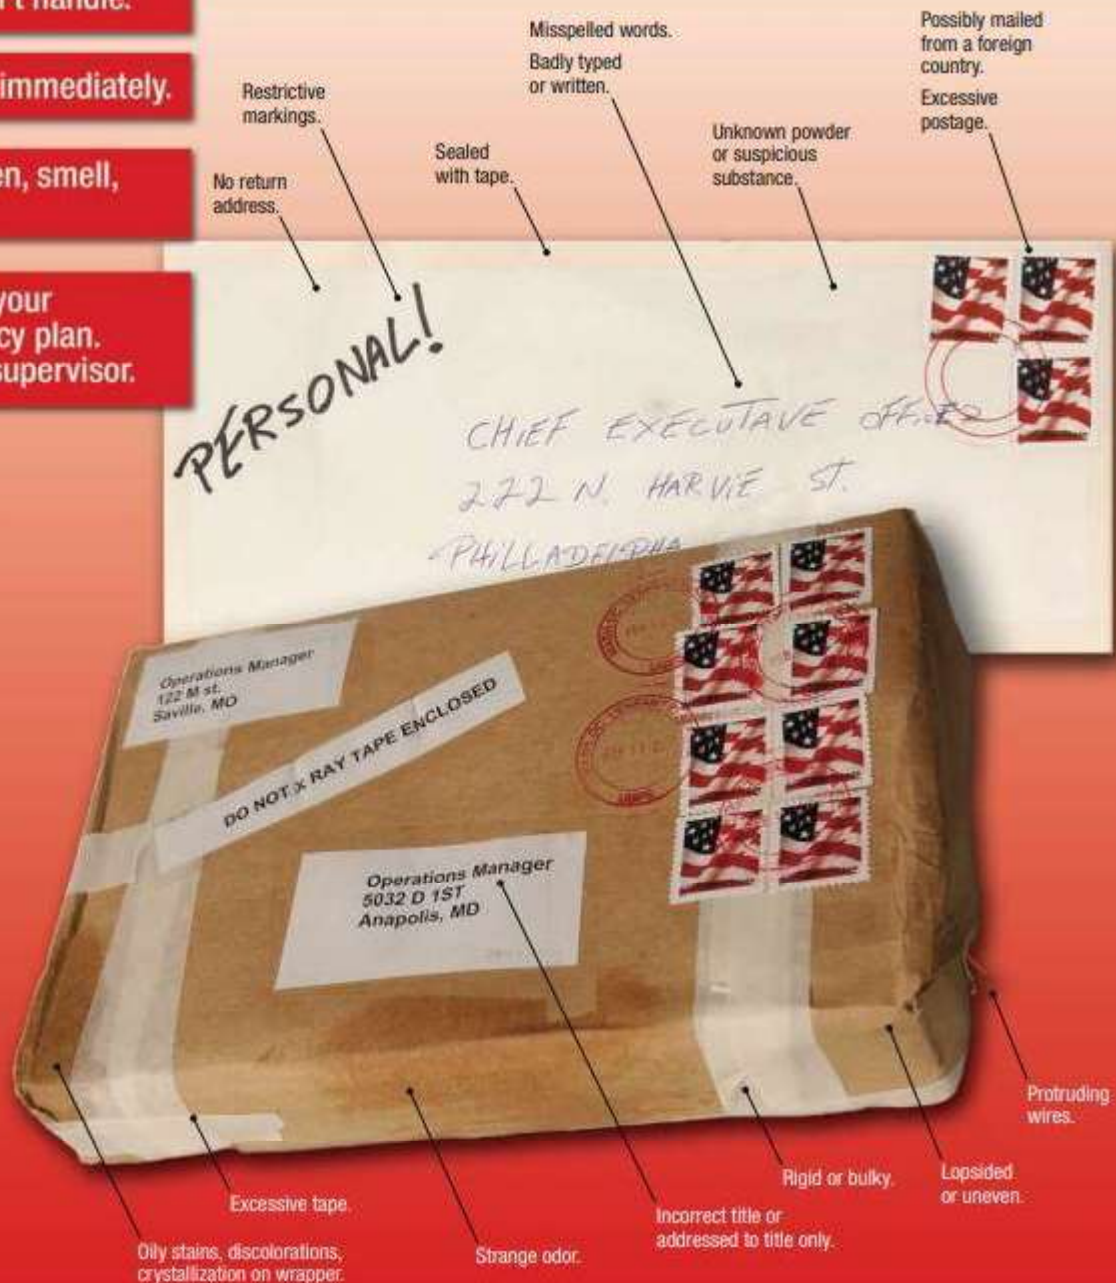 t handle.
immediately.
en, smell,
your
cy plan.
supervisor.
Restrictive
markings.
No return
address.
Sealed
with tape.
Misspelled words.
Badly typed
or written.
Unknown powder
or suspicious
substance.
Possibly mailed
from a foreign
country.
Excessive
postage.
PERSONAL!
CHIEF EXECUTAVE OFFICER
222 N. HARVIE ST.
PHILLADELPHA
Operations Manager
122 M st.
Saville, MO
DO NOT x RAY TAPE ENCLOSED
Operations Manager
5032 D 1ST
Anapolis, MD
Protruding
wires.
Lopsided
or uneven.
Rigid or bulky.
Incorrect title or
addressed to title only.
Strange odor.
Excessive tape.
Oily stains, discolorations,
crystallization on wrapper.